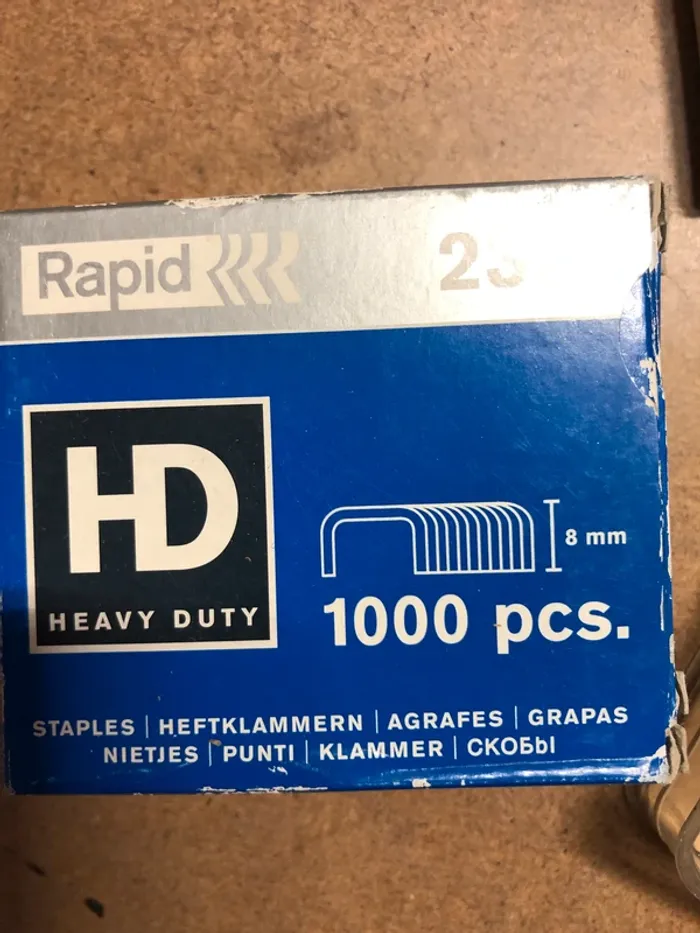 Rapid
HD
HEAVY DUTY
8 mm
1000 pcs.
STAPLES | HEFTKLAMMERN | AGRAFES | GRAPAS
NIETJES | PUNTI | KLAMMER | СКОБЫ